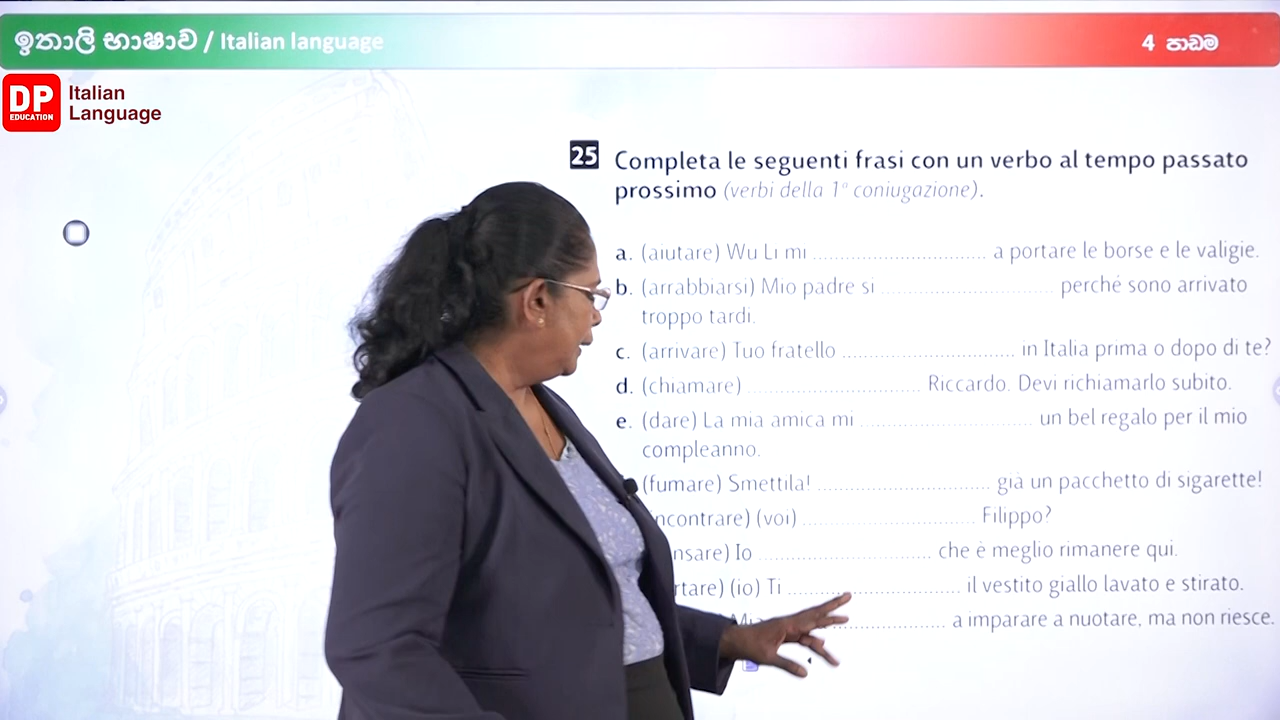 ඉතාලි භාෂාව / Italian language
4 පාඩම
DP
EDUCATION
Italian
Language
25 Completa le seguenti frasi con un verbo al tempo passato
prossimo (verbi della 1ª coniugazione).
a. (aiutare) Wu Li mi .............................. a portare le borse e le valigie.
b. (arrabbiarsi) Mio padre si .............................. perché sono arrivato
troppo tardi.
c. (arrivare) Tuo fratello .............................. in Italia prima o dopo di te?
d. (chiamare) .............................. Riccardo. Devi richiamarlo subito.
e. (dare) La mia amica mi .............................. un bel regalo per il mio
compleanno.
(fumare) Smettila! .............................. già un pacchetto di sigarette!
ncontrare) (voi) .............................. Filippo?
nsare) Io .............................. che è meglio rimanere qui.
rtare) (io) Ti .............................. il vestito giallo lavato e stirato.
.............................. a imparare a nuotare, ma non riesce.